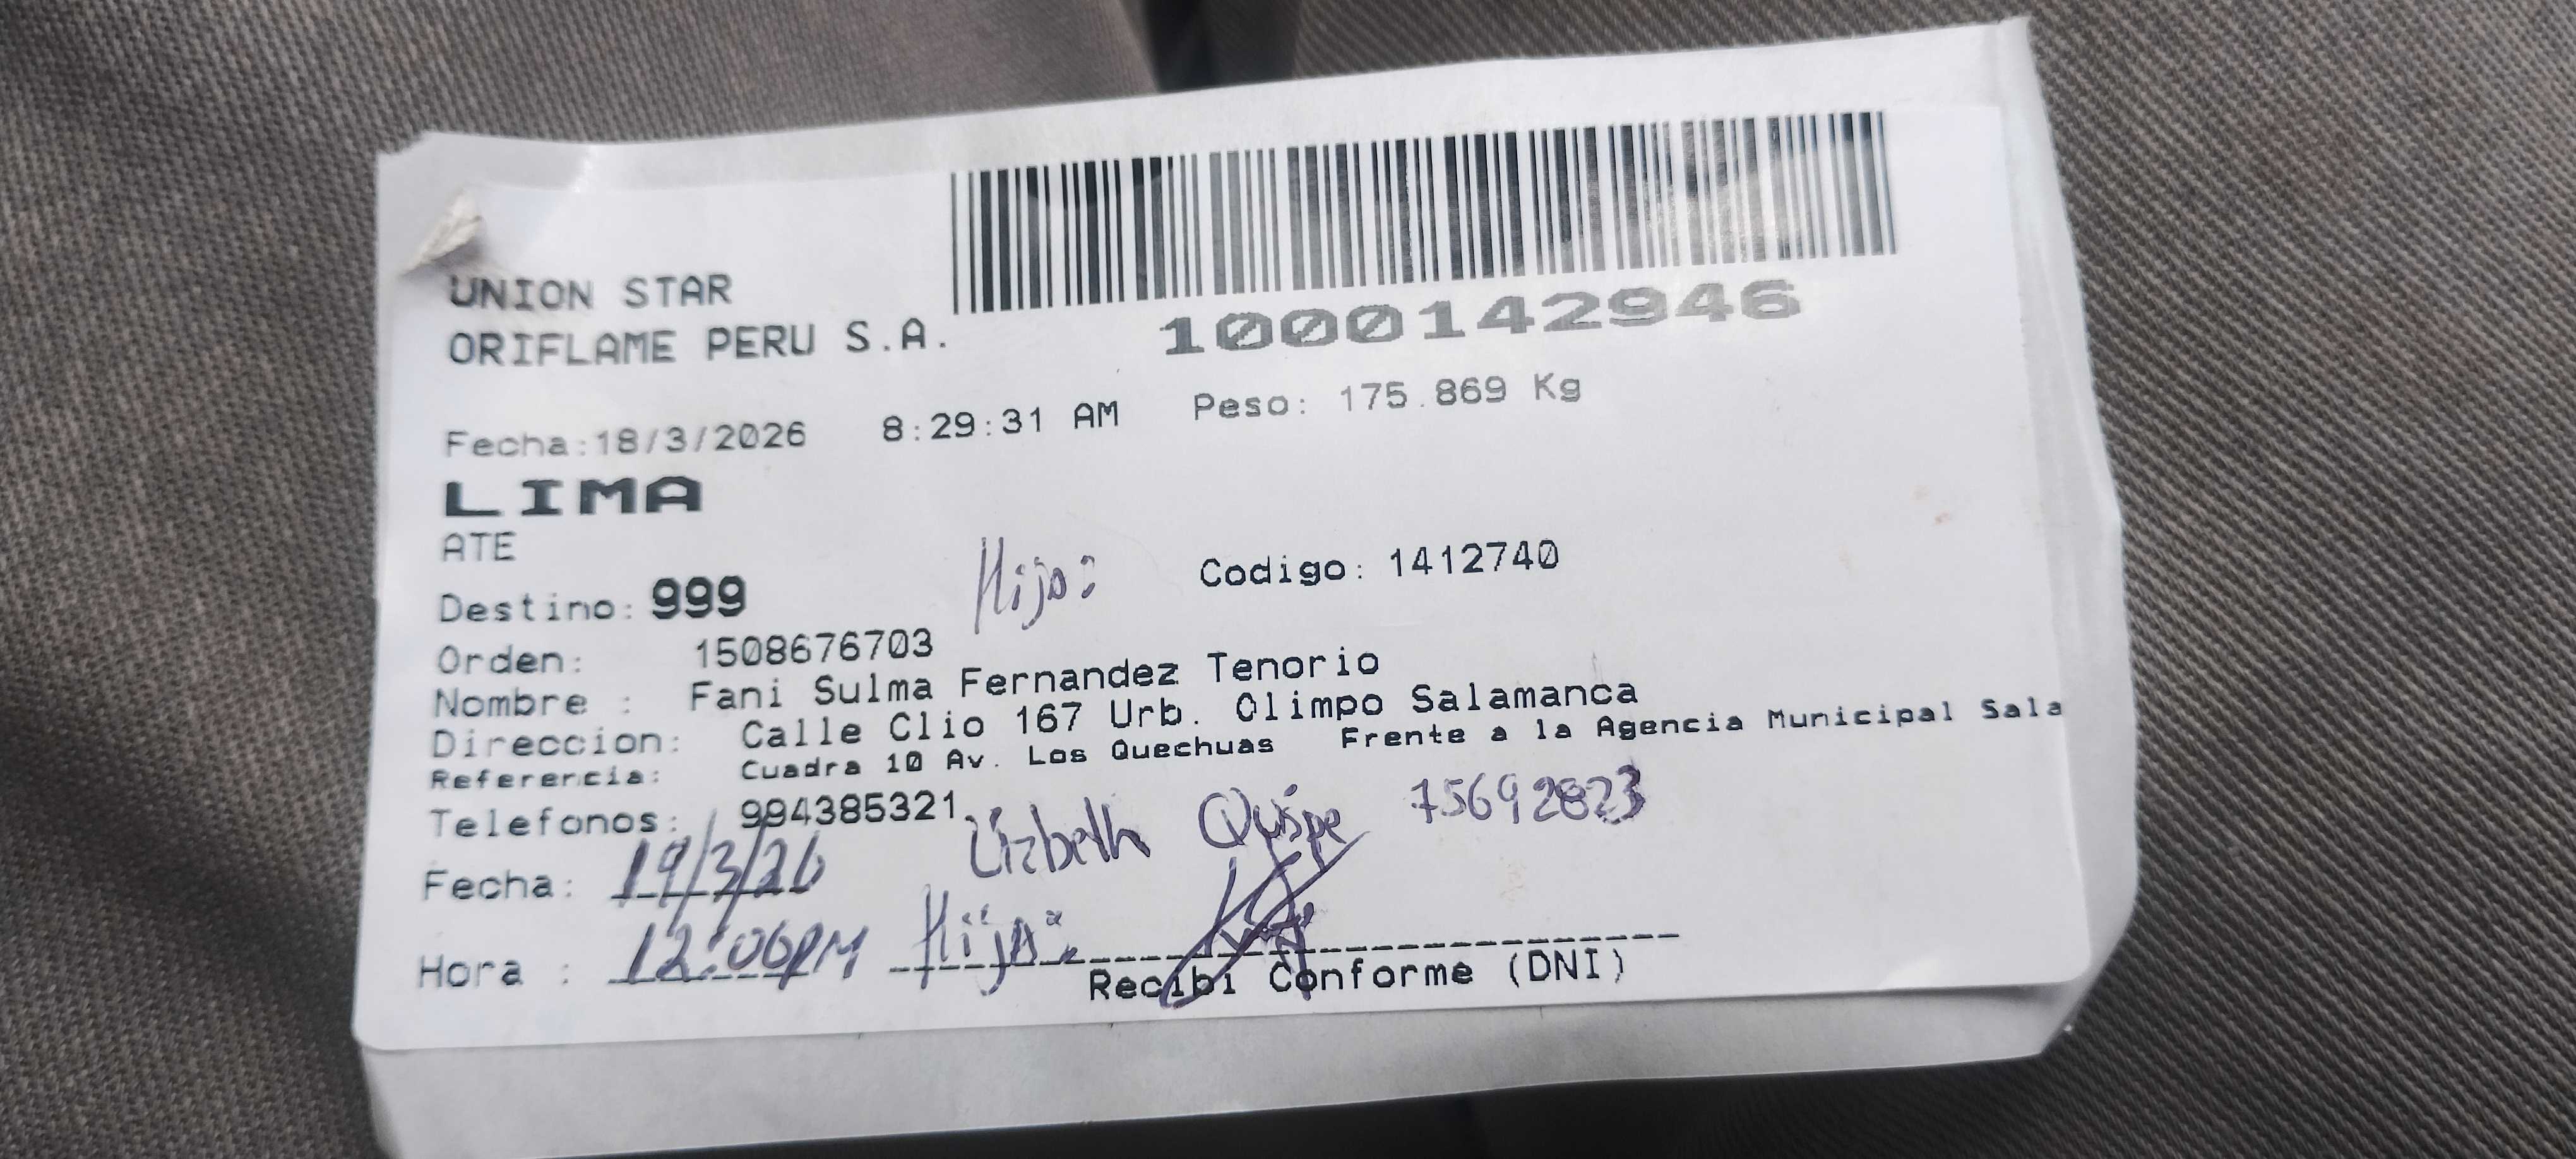 UNION STAR
ORIFLAME PERU S.A.
1000142946
Fecha:18/3/2026 8:29:31 AM Peso: 175.869 Kg
LIMA
ATE
Destino: 999 Hija: Codigo: 1412740
Orden: 1508676703
Nombre : Fani Sulma Fernandez Tenorio
Direccion: Calle Clio 167 Urb. Olimpo Salamanca
Referencia: Cuadra 10 Av. Los Quechuas Frente a la Agencia Municipal Sala
Telefonos: 994385321 Lizbeth Quispe 75692823
Fecha: 19/3/26
Hora : 12:06PM Hija:
Recibi Conforme (DNI)